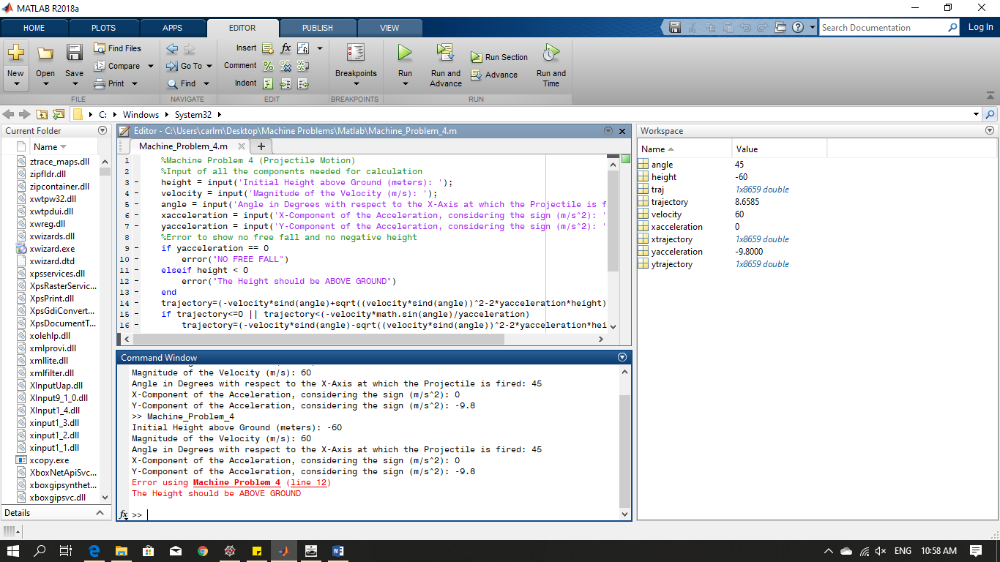 MATLAB R2018a
HOME PLOTS APPS EDITOR PUBLISH VIEW
Search Documentation
Log In
New
Open
Save
Find Files
Compare
Print
FILE
Go To
Find
NAVIGATE
Insert
fx
Comment
Indent
EDIT
Breakpoints
BREAKPOINTS
Run
Run and
Advance
Run Section
Advance
Run and
Time
RUN
C: Windows System32
Current Folder
Name
ztrace_maps.dll
zipfldr.dll
zipcontainer.dll
xwtpw32.dll
xwtpdui.dll
xwreg.dll
xwizards.dll
xwizard.exe
xwizard.dtd
xpsservices.dll
XpsRasterServic...
XpsPrint.dll
XpsGdiConvert...
XpsDocumentT...
xolehlp.dll
xmlprovi.dll
xmllite.dll
xmlfilter.dll
XInputUap.dll
XInput9_1_0.dll
XInput1_4.dll
xinput1_3.dll
xinput1_2.dll
xinput1_1.dll
xcopy.exe
XboxNetApiSvc...
xboxgipsynthet...
xboxgipsvc.dll
Details
Editor - C:\Users\carlm\Desktop\Machine Problems\Matlab\Machine_Problem_4.m
Machine_Problem_4.m
1 %Machine Problem 4 (Projectile Motion)
2 %Input of all the components needed for calculation
3 - height = input('Initial Height above Ground (meters): ');
4 - velocity = input('Magnitude of the Velocity (m/s): ');
5 - angle = input('Angle in Degrees with respect to the X-Axis at which the Projectile is f
6 - xacceleration = input('X-Component of the Acceleration, considering the sign (m/s^2): '
7 - yacceleration = input('Y-Component of the Acceleration, considering the sign (m/s^2): '
8 %Error to show no free fall and no negative height
9 - if yacceleration == 0
10 - error("NO FREE FALL")
11 - elseif height < 0
12 - error("The Height should be ABOVE GROUND")
13 - end
14 - trajectory=(-velocity*sind(angle)+sqrt((velocity*sind(angle))^2-2*yacceleration*height)
15 - if trajectory<=0 || trajectory<(-velocity*math.sin(angle)/yacceleration)
16 - trajectory=(-velocity*sind(angle)-sqrt((velocity*sind(angle))^2-2*yacceleration*hei
Command Window
Magnitude of the Velocity (m/s): 60
Angle in Degrees with respect to the X-Axis at which the Projectile is fired: 45
X-Component of the Acceleration, considering the sign (m/s^2): 0
Y-Component of the Acceleration, considering the sign (m/s^2): -9.8
>> Machine_Problem_4
Initial Height above Ground (meters): -60
Magnitude of the Velocity (m/s): 60
Angle in Degrees with respect to the X-Axis at which the Projectile is fired: 45
X-Component of the Acceleration, considering the sign (m/s^2): 0
Y-Component of the Acceleration, considering the sign (m/s^2): -9.8
Error using Machine_Problem_4 (line 12)
The Height should be ABOVE GROUND
fx >>
Workspace
Name Value
angle 45
height -60
traj 1x8659 double
trajectory 8.6585
velocity 60
xacceleration 0
xtrajectory 1x8659 double
yacceleration -9.8000
ytrajectory 1x8659 double
ENG 10:58 AM